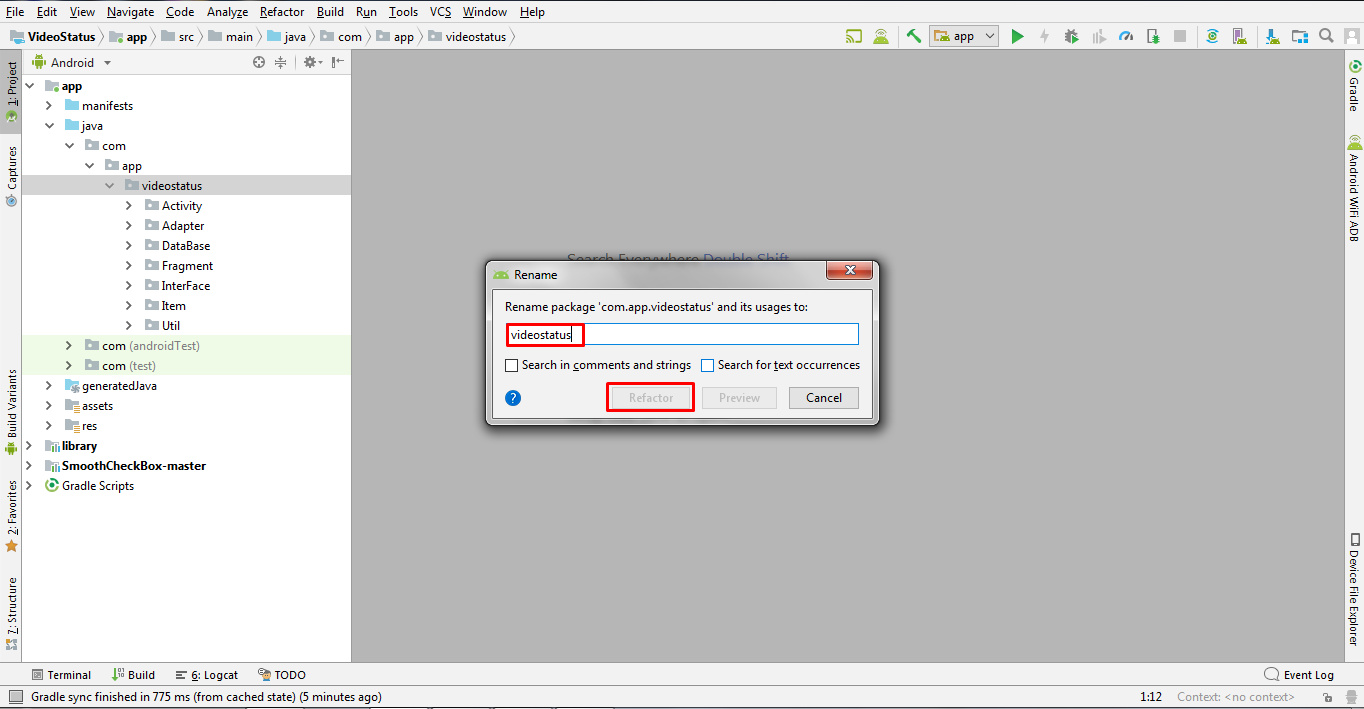 File Edit View Navigate Code Analyze Refactor Build Run Tools VCS Window Help
VideoStatus app src main java com app videostatus app
1: Project
Captures
Build Variants
2: Favorites
7: Structure
Android
app
manifests
java
com
app
videostatus
Activity
Adapter
DataBase
Fragment
InterFace
Item
Util
com (androidTest)
com (test)
generatedJava
assets
res
library
SmoothCheckBox-master
Gradle Scripts
Search Everywhere Double Shift
Rename
Rename package 'com.app.videostatus' and its usages to:
videostatus
Search in comments and strings Search for text occurrences
? Refactor Preview Cancel
Gradle
Android WiFi ADB
Device File Explorer
Terminal Build 6: Logcat TODO Event Log
Gradle sync finished in 775 ms (from cached state) (5 minutes ago) 1:12 Context: <no context>